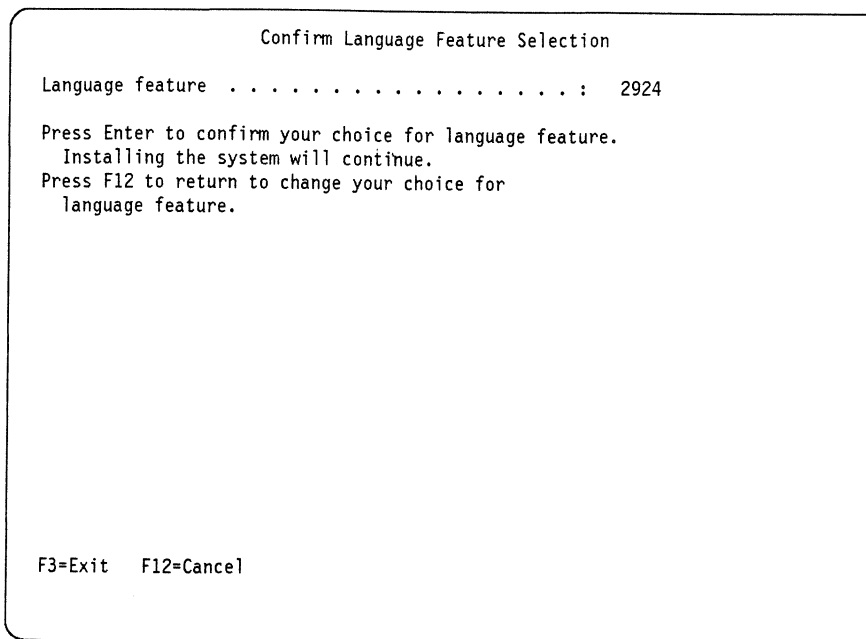 Confirm Language Feature Selection
Language feature . . . . . . . . . . . . . . . . . : 2924
Press Enter to confirm your choice for language feature.
Installing the system will continue.
Press F12 to return to change your choice for
language feature.
F3=Exit F12=Cancel